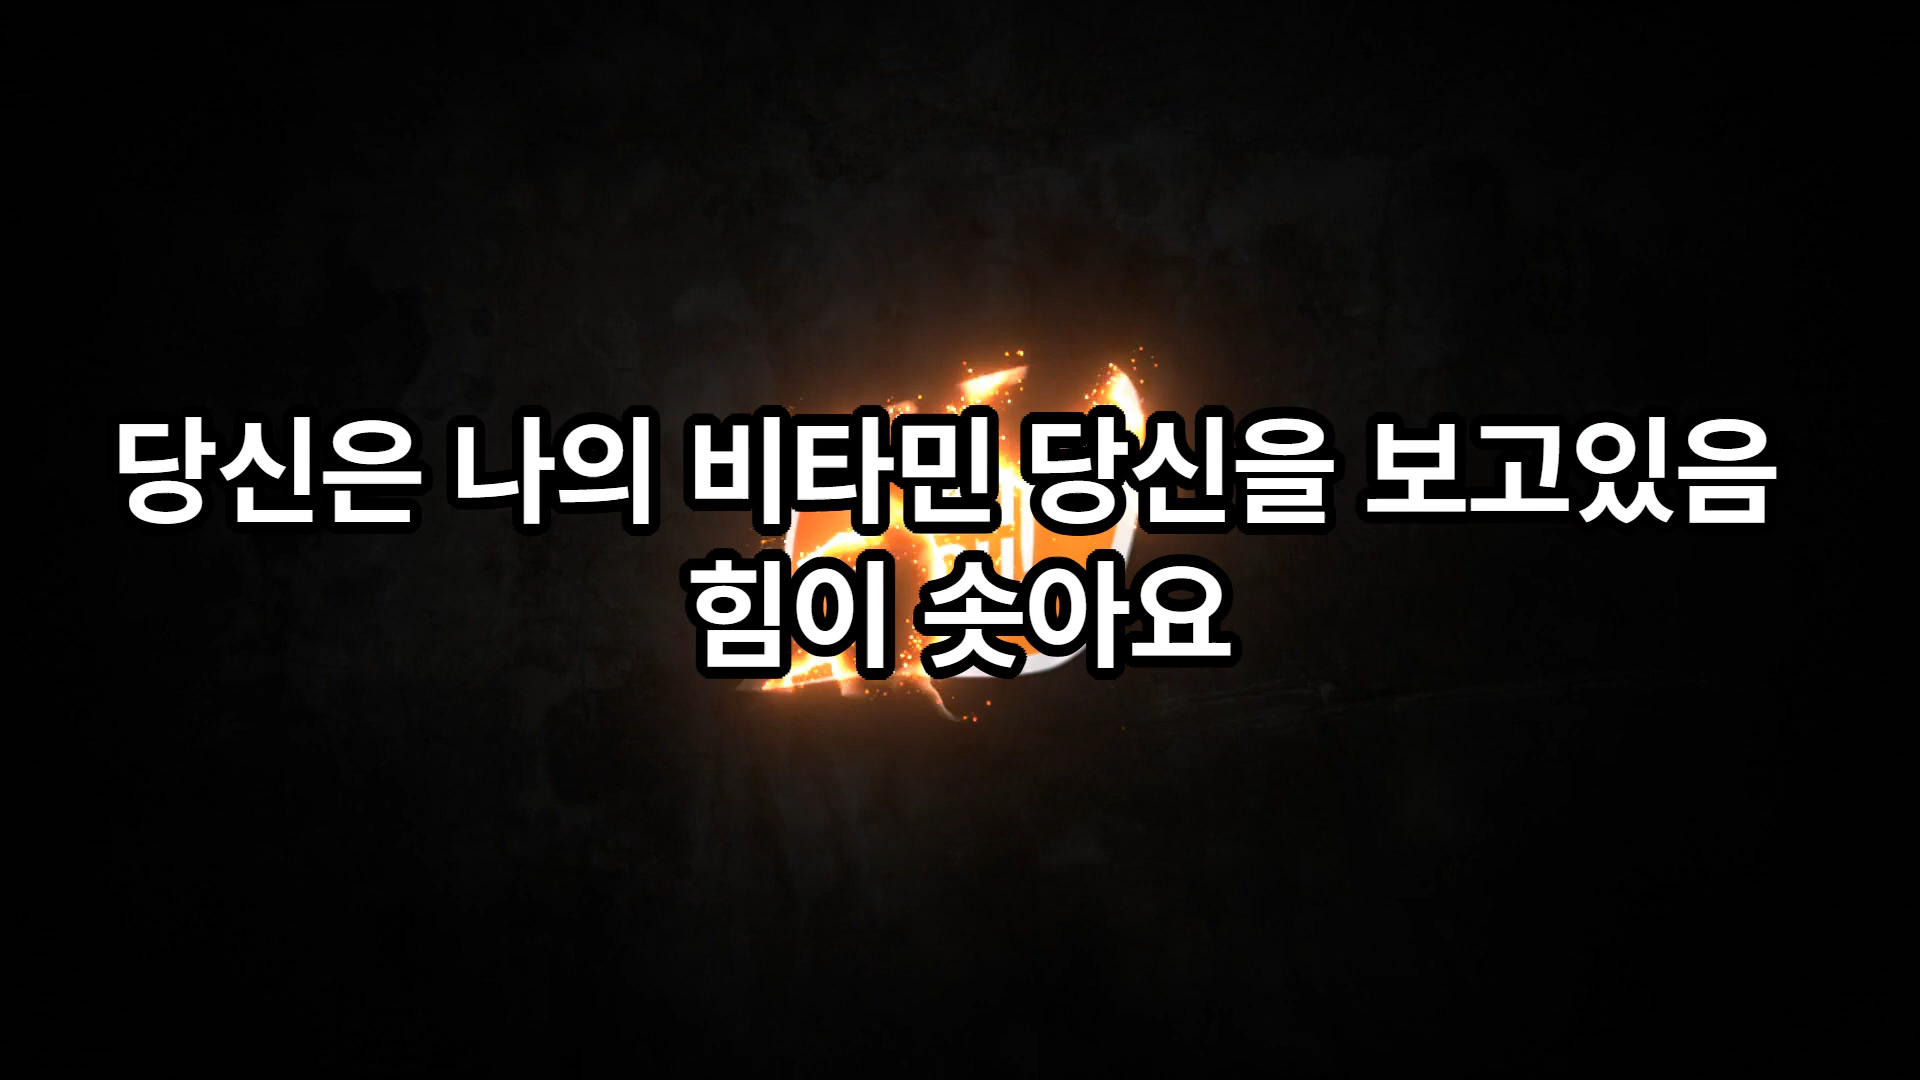 당신은 나의 비타민 당신을 보고있음
힘이 솟아요